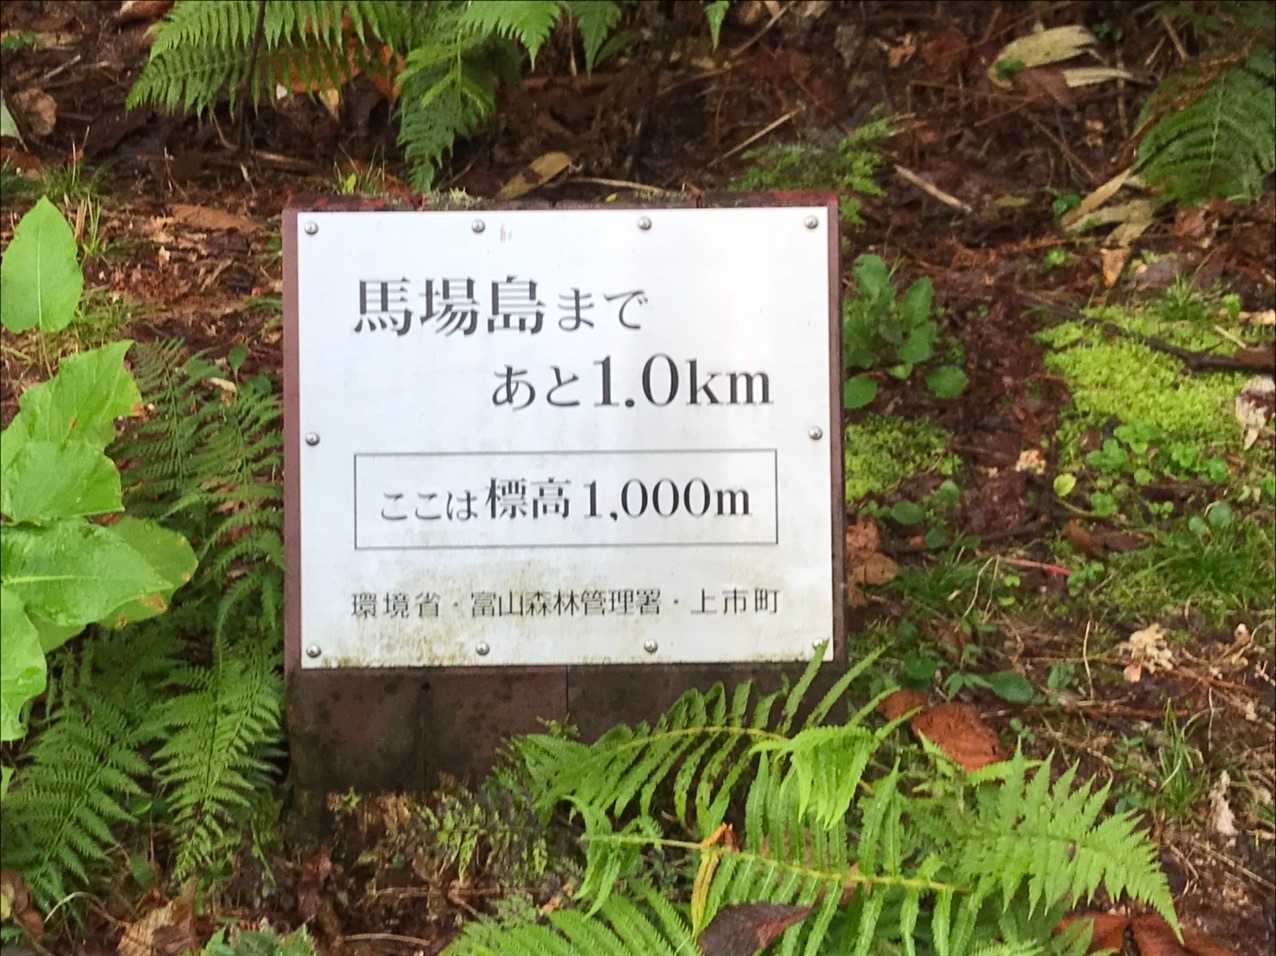 馬場島まで
あと1.0km
ここは標高1,000m
環境省・富山森林管理署・上市町